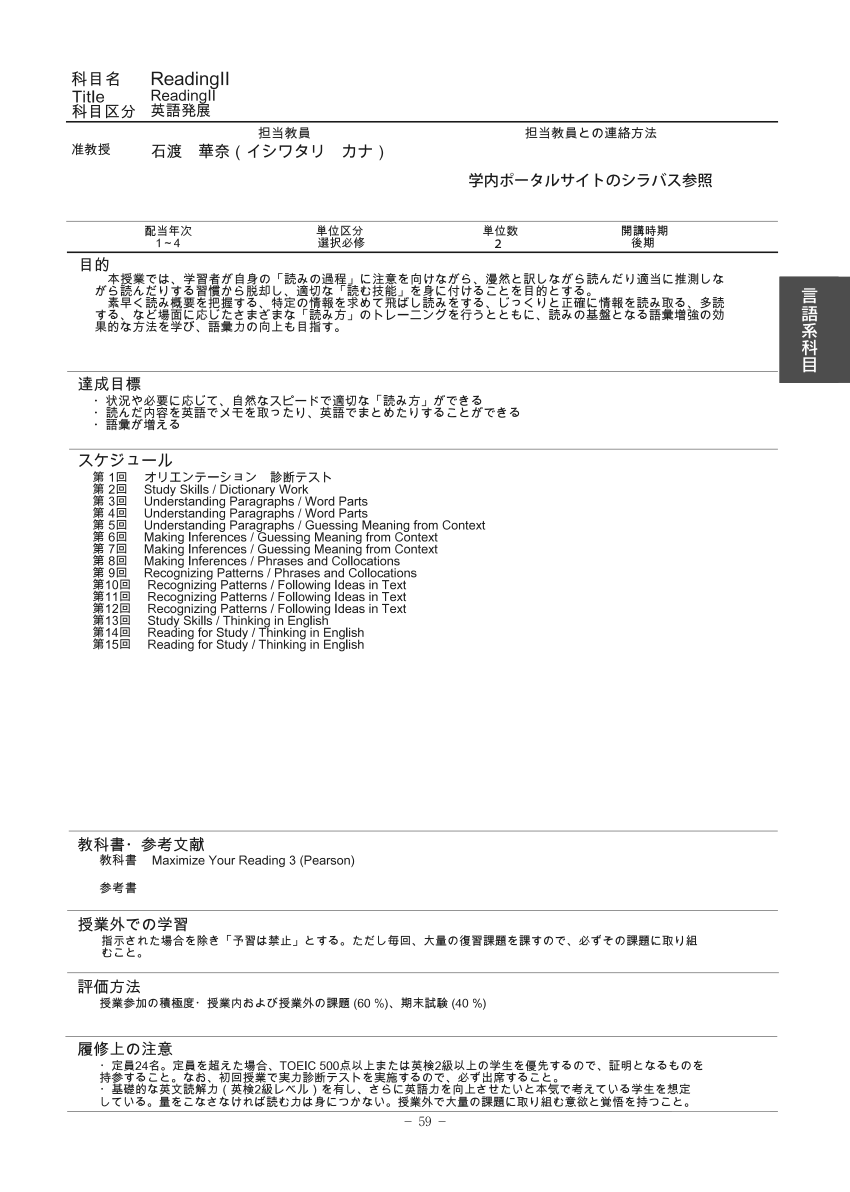 科目名 ReadingII
Title ReadingII
科目区分 英語発展
担当教員 担当教員との連絡方法
准教授 石渡 華奈(イシワタリ カナ)
学内ポータルサイトのシラバス参照
配当年次 単位区分 単位数 開講時期
1~4 選択必修 2 後期
目的
本授業では、学習者が自身の「読みの過程」に注意を向けながら、漫然と訳しながら読んだり適当に推測しな
がら読んだりする習慣から脱却し、適切な「読む技能」を身に付けることを目的とする。
素早く読み概要を把握する、特定の情報を求めて飛ばし読みをする、じっくりと正確に情報を読み取る、多読
する、など場面に応じたさまざまな「読み方」のトレーニングを行うとともに、読みの基盤となる語彙増強の効
果的な方法を学び、語彙力の向上も目指す。
言語系科目
達成目標
・状況や必要に応じて、自然なスピードで適切な「読み方」ができる
・読んだ内容を英語でメモを取ったり、英語でまとめたりすることができる
・語彙が増える
スケジュール
第 1回 オリエンテーション 診断テスト
第 2回 Study Skills / Dictionary Work
第 3回 Understanding Paragraphs / Word Parts
第 4回 Understanding Paragraphs / Word Parts
第 5回 Understanding Paragraphs / Guessing Meaning from Context
第 6回 Making Inferences / Guessing Meaning from Context
第 7回 Making Inferences / Guessing Meaning from Context
第 8回 Making Inferences / Phrases and Collocations
第 9回 Recognizing Patterns / Phrases and Collocations
第10回 Recognizing Patterns / Following Ideas in Text
第11回 Recognizing Patterns / Following Ideas in Text
第12回 Recognizing Patterns / Following Ideas in Text
第13回 Study Skills / Thinking in English
第14回 Reading for Study / Thinking in English
第15回 Reading for Study / Thinking in English
教科書・参考文献
教科書 Maximize Your Reading 3 (Pearson)
参考書
授業外での学習
指示された場合を除き「予習は禁止」とする。ただし毎回、大量の復習課題を課すので、必ずその課題に取り組
むこと。
評価方法
授業参加の積極度・授業内および授業外の課題 (60 %)、期末試験 (40 %)
履修上の注意
・定員24名。定員を超えた場合、TOEIC 500点以上または英検2級以上の学生を優先するので、証明となるものを
持参すること。なお、初回授業で実力診断テストを実施するので、必ず出席すること。
・基礎的な英文読解力(英検2級レベル)を有し、さらに英語力を向上させたいと本気で考えている学生を想定
している。量をこなさなければ読む力は身につかない。授業外で大量の課題に取り組む意欲と覚悟を持つこと。
− 59 −